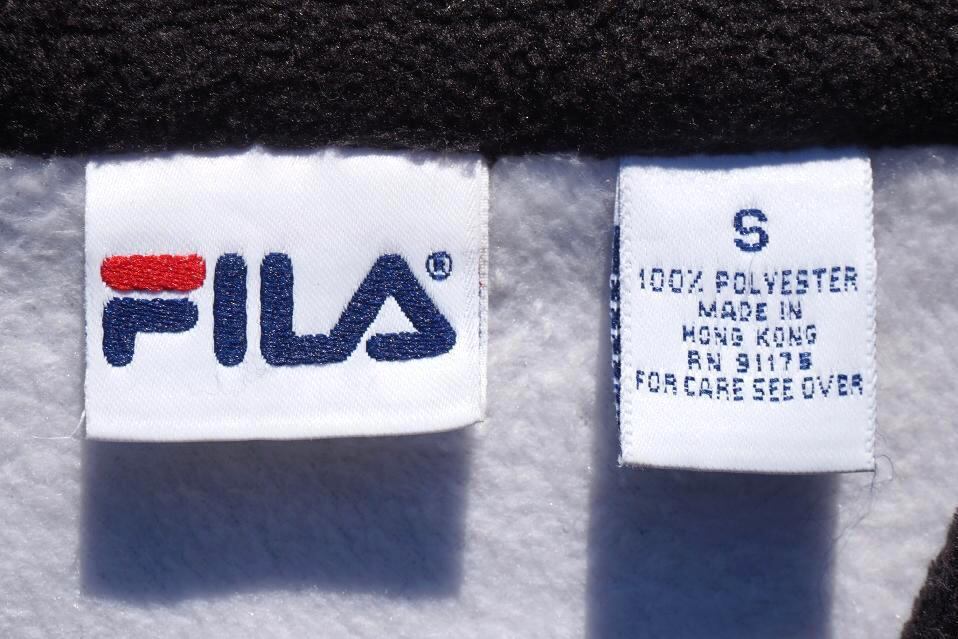 FILA®
S
100% POLYESTER
MADE IN
HONG KONG
RN 91175
FOR CARE SEE OVER